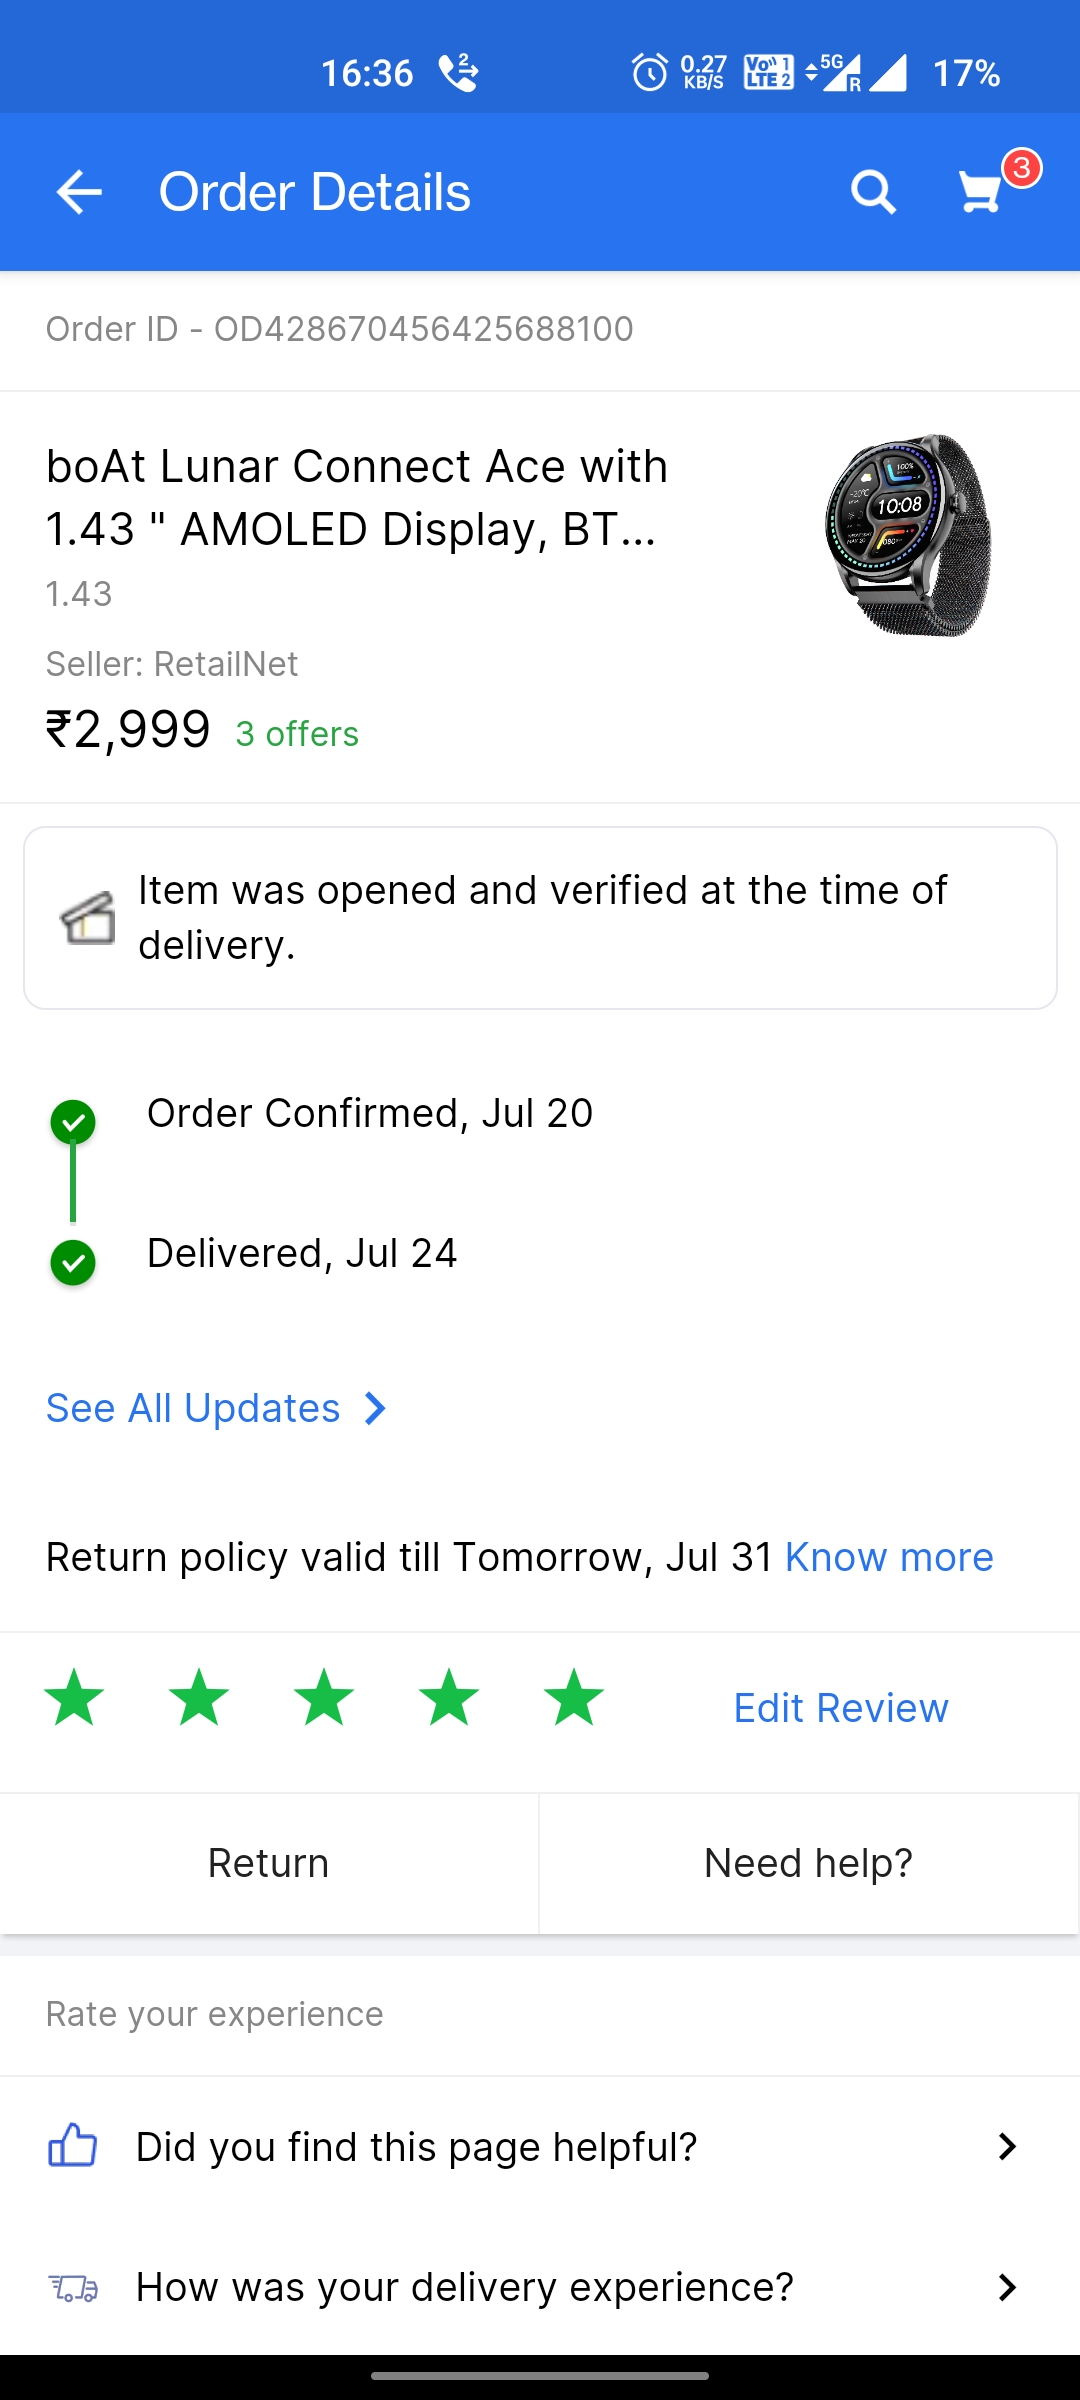 16:36 2 0.27 KB/S Vo 1 LTE 2 5G R 17%
Order Details 3
Order ID - OD428670456425688100
boAt Lunar Connect Ace with
1.43 " AMOLED Display, BT...
1.43
Seller: RetailNet
₹2,999 3 offers
100%
10:08
Item was opened and verified at the time of
delivery.
Order Confirmed, Jul 20
Delivered, Jul 24
See All Updates
Return policy valid till Tomorrow, Jul 31 Know more
Edit Review
Return Need help?
Rate your experience
Did you find this page helpful?
How was your delivery experience?